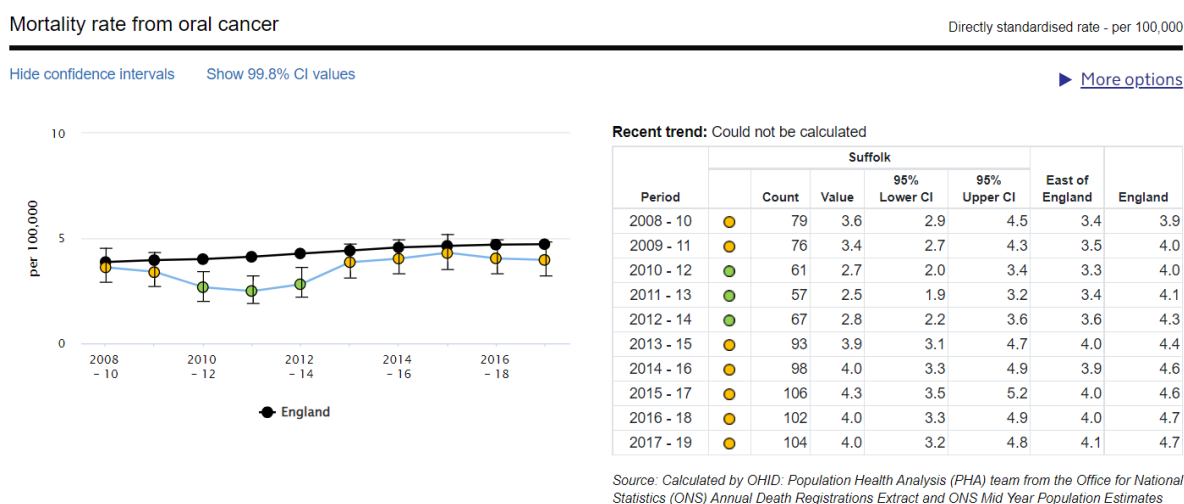 Mortality rate from oral cancer
Directly standardised rate - per 100,000
Hide confidence intervals Show 99.8% CI values
▶ More options
10
5
0
per 100,000
2008 - 10
2010 - 12
2012 - 14
2014 - 16
2016 - 18
England
Recent trend: Could not be calculated
Suffolk
Period Count Value 95% Lower CI 95% Upper CI East of England England
2008 - 10 79 3.6 2.9 4.5 3.4 3.9
2009 - 11 76 3.4 2.7 4.3 3.5 4.0
2010 - 12 61 2.7 2.0 3.4 3.3 4.0
2011 - 13 57 2.5 1.9 3.2 3.4 4.1
2012 - 14 67 2.8 2.2 3.6 3.6 4.3
2013 - 15 93 3.9 3.1 4.7 4.0 4.4
2014 - 16 98 4.0 3.3 4.9 3.9 4.6
2015 - 17 106 4.3 3.5 5.2 4.0 4.6
2016 - 18 102 4.0 3.3 4.9 4.0 4.7
2017 - 19 104 4.0 3.2 4.8 4.1 4.7
Source: Calculated by OHID: Population Health Analysis (PHA) team from the Office for National
Statistics (ONS) Annual Death Registrations Extract and ONS Mid Year Population Estimates